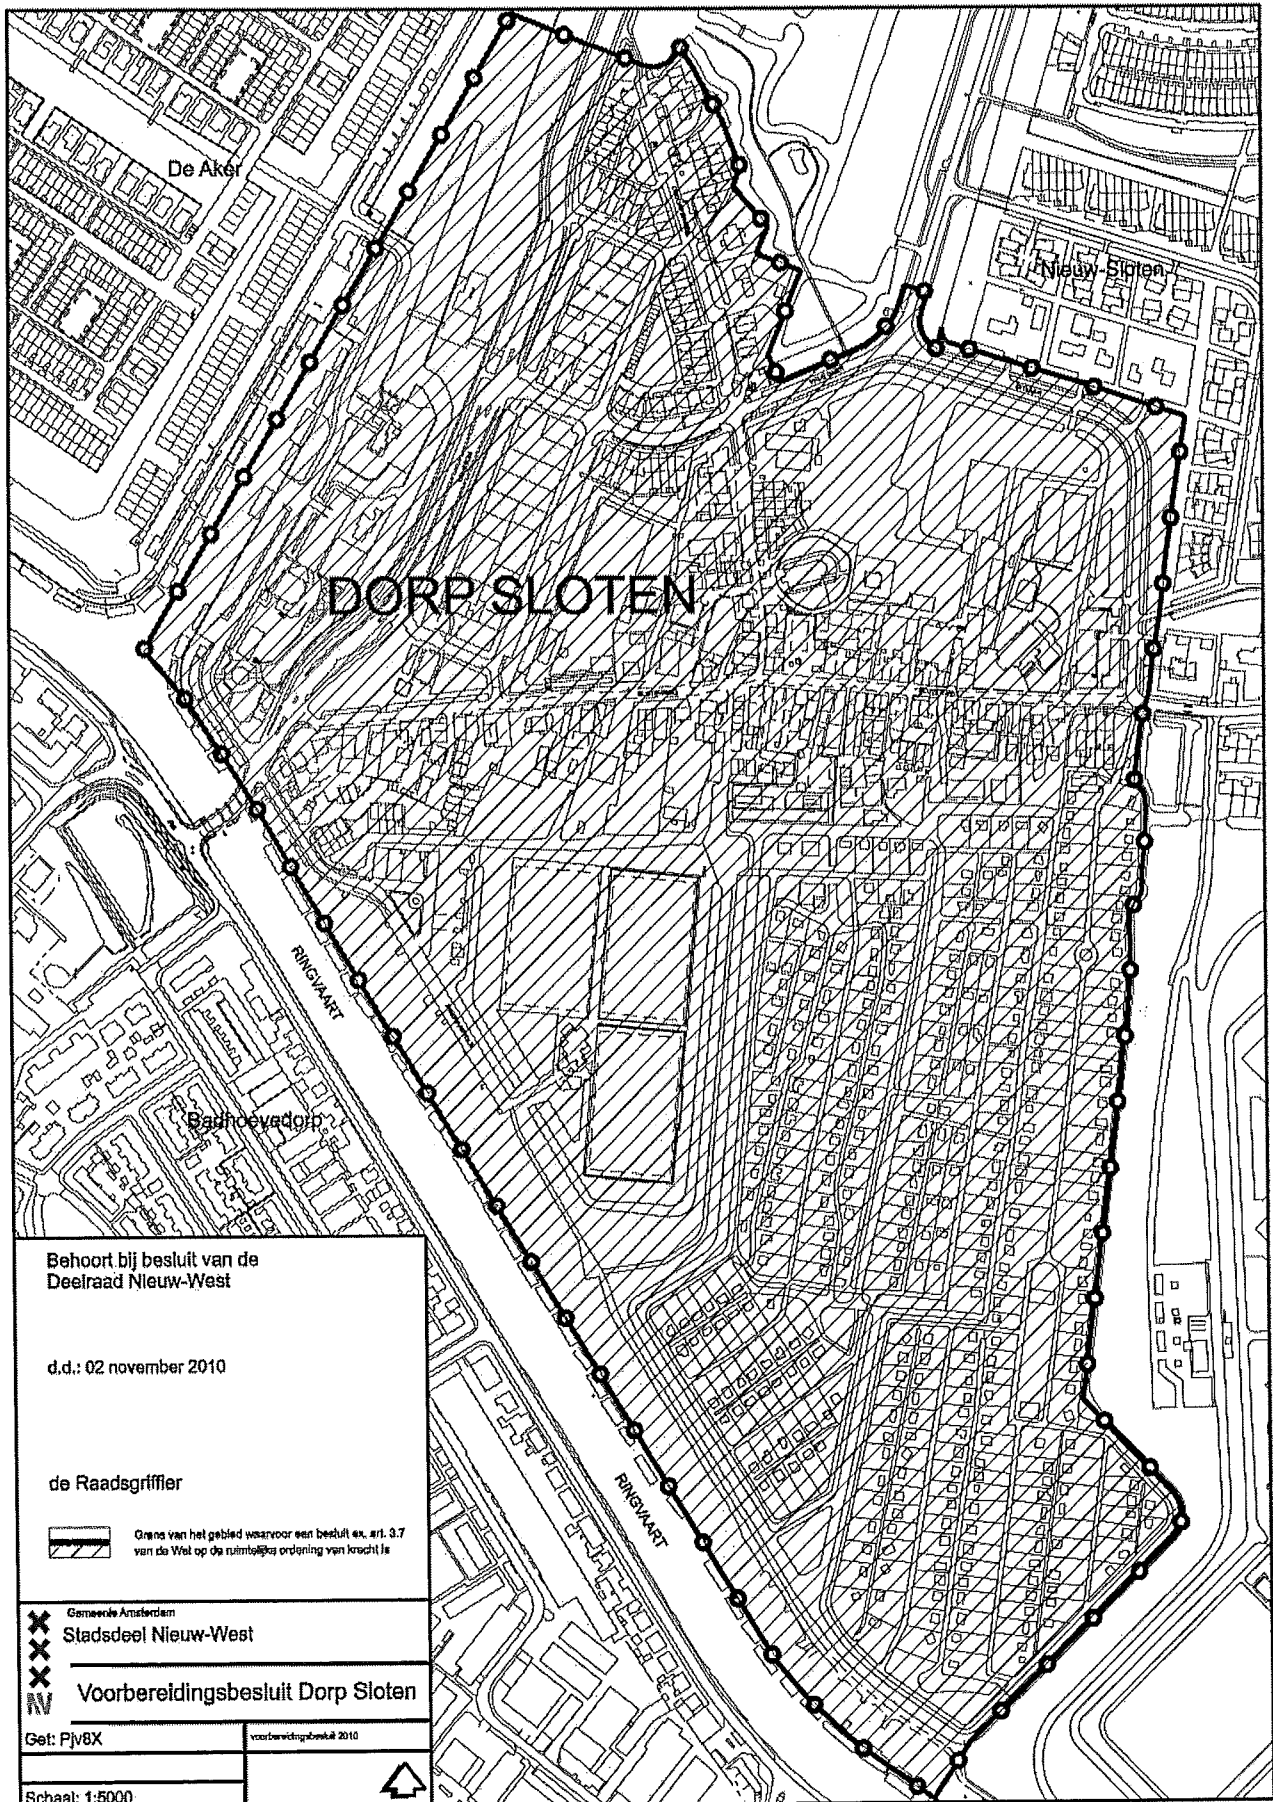 De Aker
Nieuw-Sloten
DORP SLOTEN
RINGVAART
Badhoevedorp
RINGVAART
Behoort bij besluit van de
Deelraad Nieuw-West
d.d.: 02 november 2010
de Raadsgriffier
Grens van het gebied waarvoor een besluit ex. art. 3.7
van de Wet op de ruimtelijke ordening van kracht is
Gemeente Amsterdam
Stadsdeel Nieuw-West
Voorbereidingsbesluit Dorp Sloten
Get: Pjv8X
voorbereidingsbesluit 2010
Schaal: 1:5000